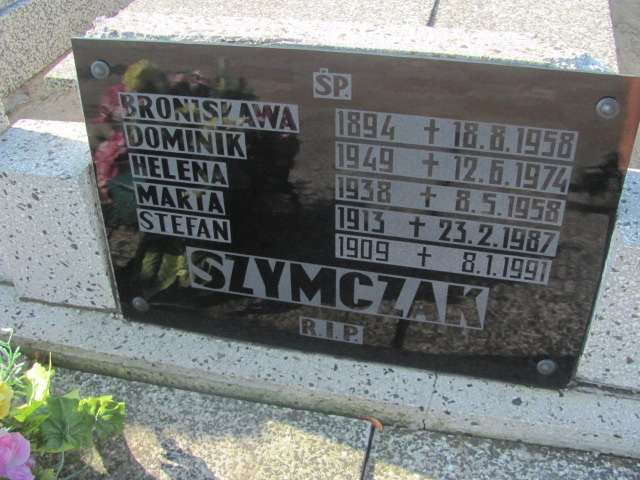 ŚP.
BRONISŁAWA 1894 † 18.8.1958
DOMINIK 1949 † 12.6.1974
HELENA 1938 † 8.5.1958
MARTA 1913 † 23.2.1987
STEFAN 1909 † 8.1.1991
SZYMCZAK
R.I.P.